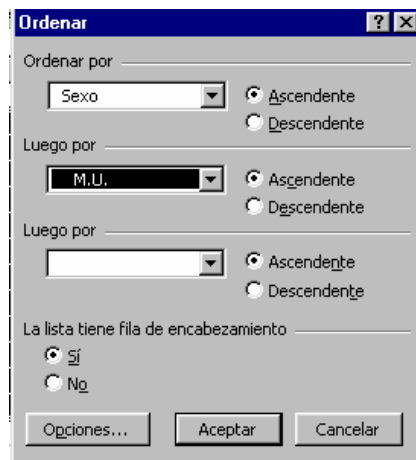 Ordenar
Ordenar por
Sexo
Ascendente
Descendente
Luego por
M.U.
Ascendente
Descendente
Luego por
Ascendente
Descendente
La lista tiene fila de encabezamiento
Sí
No
Opciones...
Aceptar
Cancelar